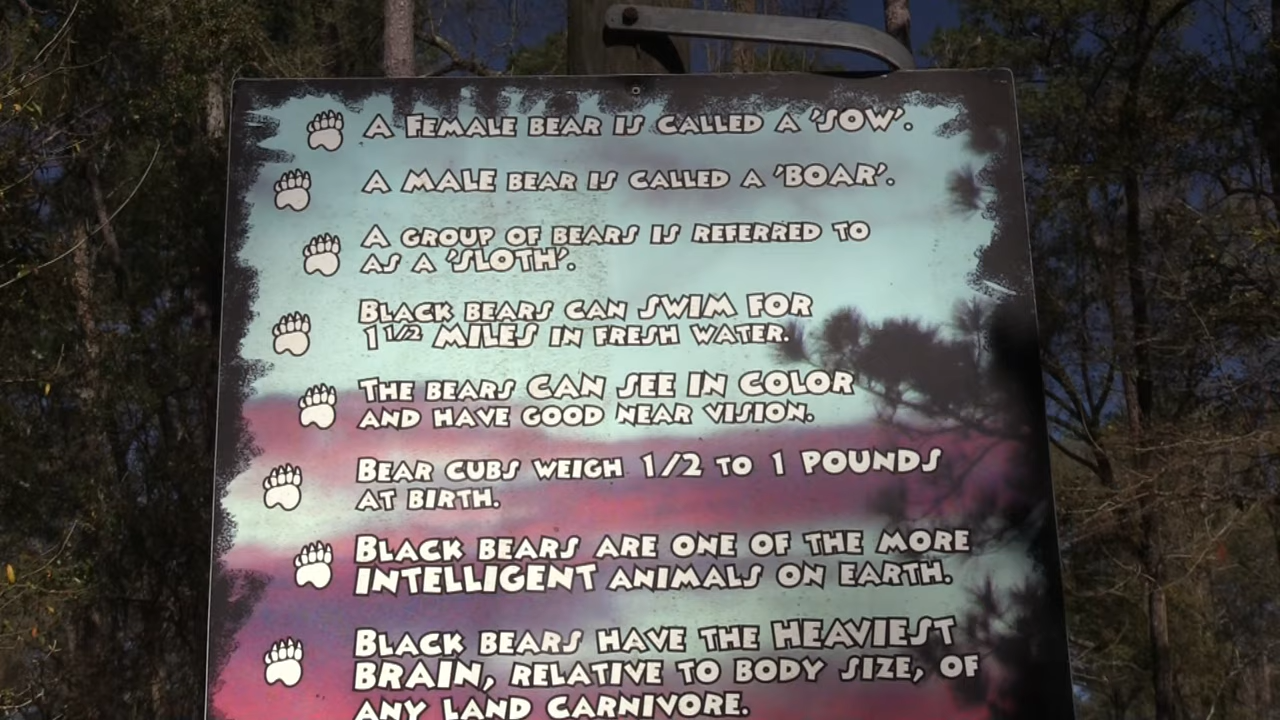 A FEMALE BEAR IS CALLED A 'SOW'.
A MALE BEAR IS CALLED A 'BOAR'.
A GROUP OF BEARS IS REFERRED TO
AS A 'SLOTH'.
BLACK BEARS CAN SWIM FOR
1 1/2 MILES IN FRESH WATER.
THE BEARS CAN SEE IN COLOR
AND HAVE GOOD NEAR VISION.
BEAR CUBS WEIGH 1/2 TO 1 POUNDS
AT BIRTH.
BLACK BEARS ARE ONE OF THE MORE
INTELLIGENT ANIMALS ON EARTH.
BLACK BEARS HAVE THE HEAVIEST
BRAIN, RELATIVE TO BODY SIZE, OF
ANY LAND CARNIVORE.